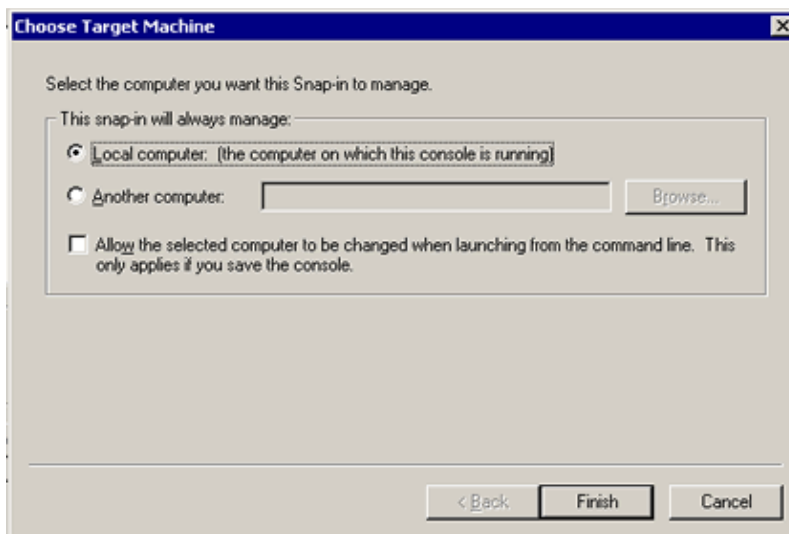 Choose Target Machine
Select the computer you want this Snap-in to manage.
This snap-in will always manage:
Local computer: (the computer on which this console is running)
Another computer:
Browse...
Allow the selected computer to be changed when launching from the command line. This
only applies if you save the console.
< Back
Finish
Cancel